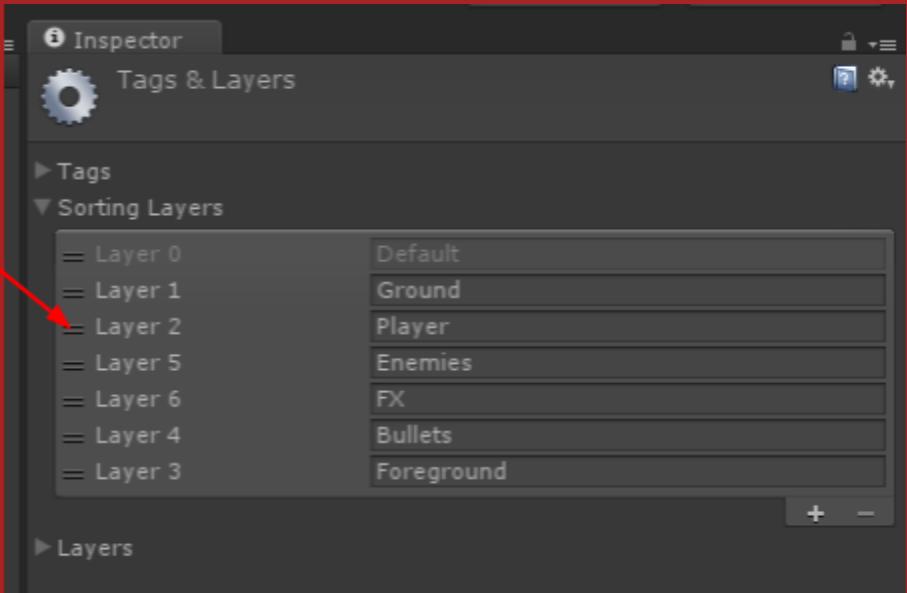 Inspector
Tags & Layers
Tags
Sorting Layers
Layer 0 Default
Layer 1 Ground
Layer 2 Player
Layer 5 Enemies
Layer 6 FX
Layer 4 Bullets
Layer 3 Foreground
+ −
Layers